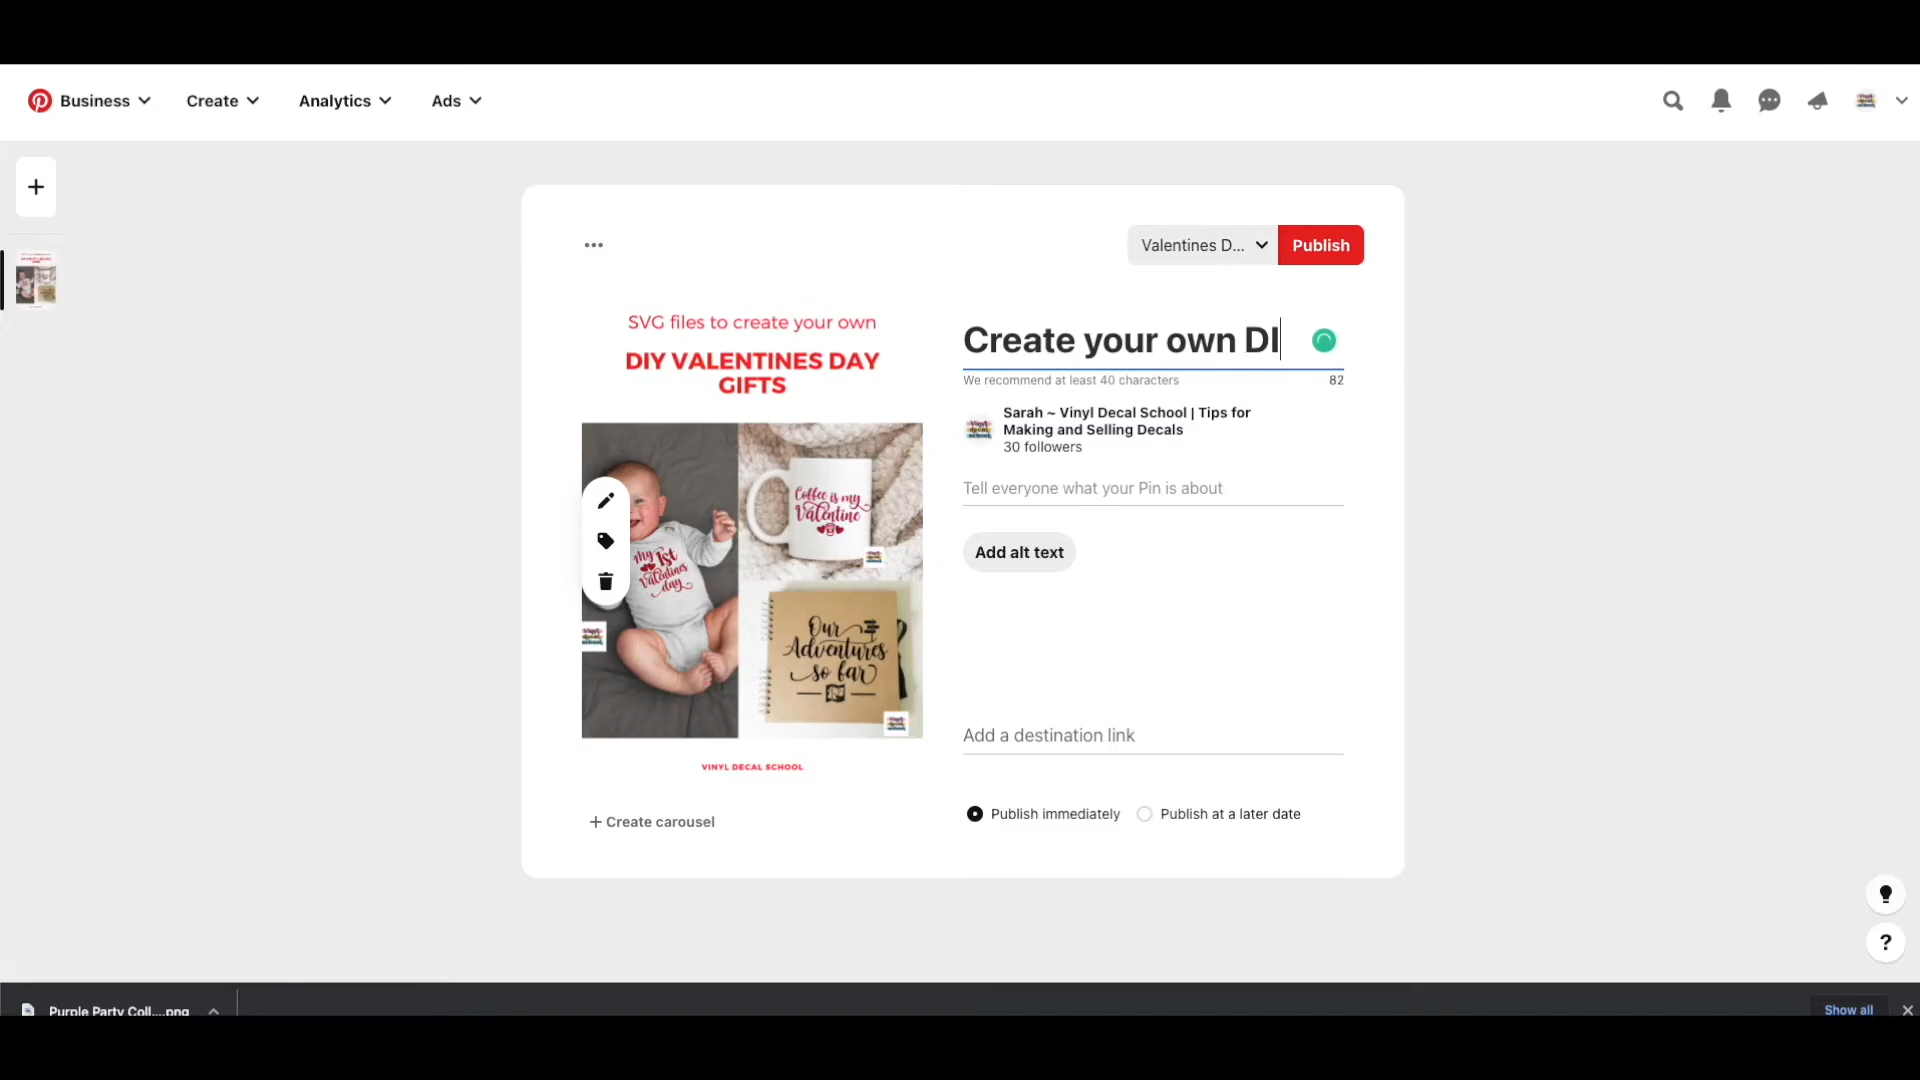 Business
Create
Analytics
Ads
Valentines D...
Publish
SVG files to create your own
DIY VALENTINES DAY
GIFTS
Create your own DI
We recommend at least 40 characters
82
Sarah ~ Vinyl Decal School | Tips for
Making and Selling Decals
30 followers
Tell everyone what your Pin is about
Add alt text
My 1st
Valentines
day
Coffee is my
Valentine
Our
Adventures
so far
VINYL DECAL SCHOOL
Add a destination link
Create carousel
Publish immediately
Publish at a later date
?
Purple Party Coll....png
Show all